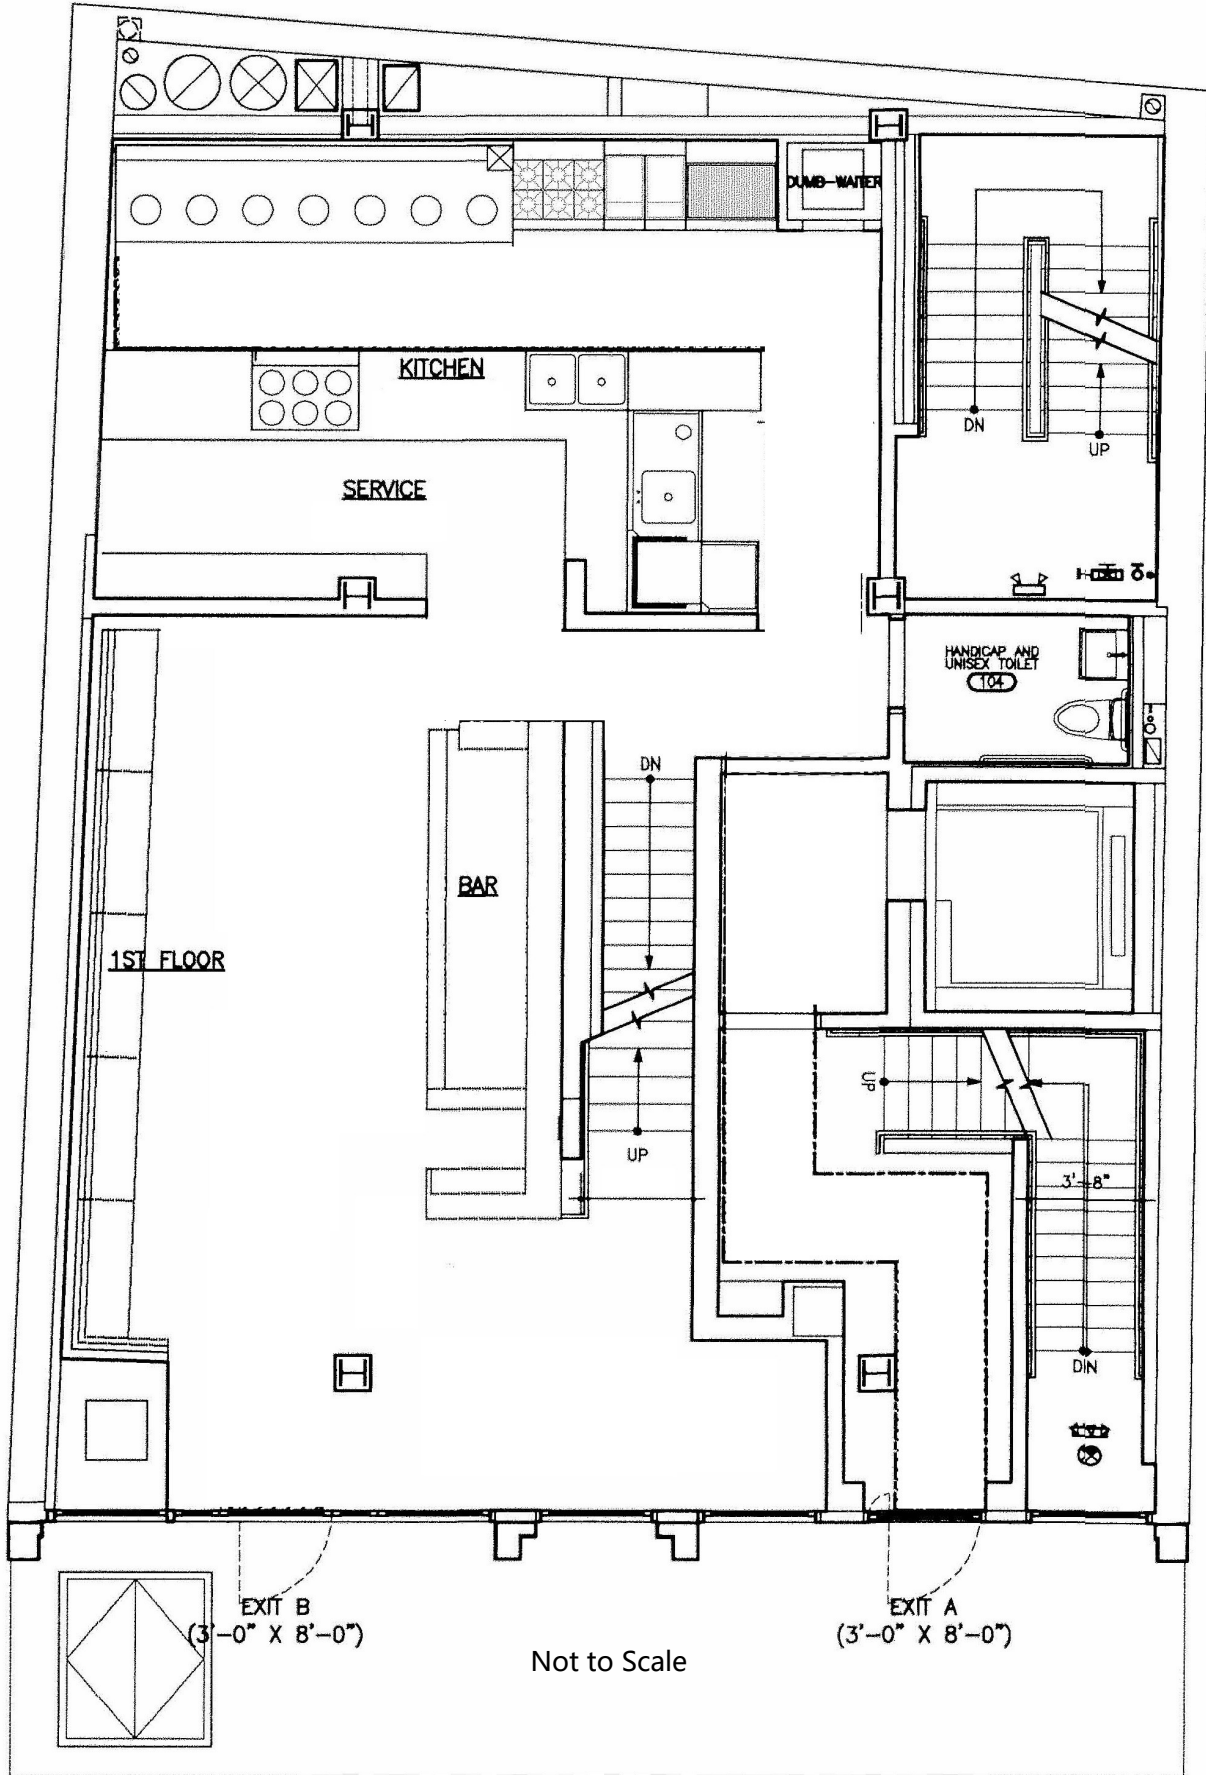 DUMB-WAITER
KITCHEN
DN
UP
SERVICE
HANDICAP AND
UNISEX TOILET
104
DN
BAR
1ST FLOOR
UP
UP
3'-8"
DN
EXIT B
(3'-0" X 8'-0")
EXIT A
(3'-0" X 8'-0")
Not to Scale